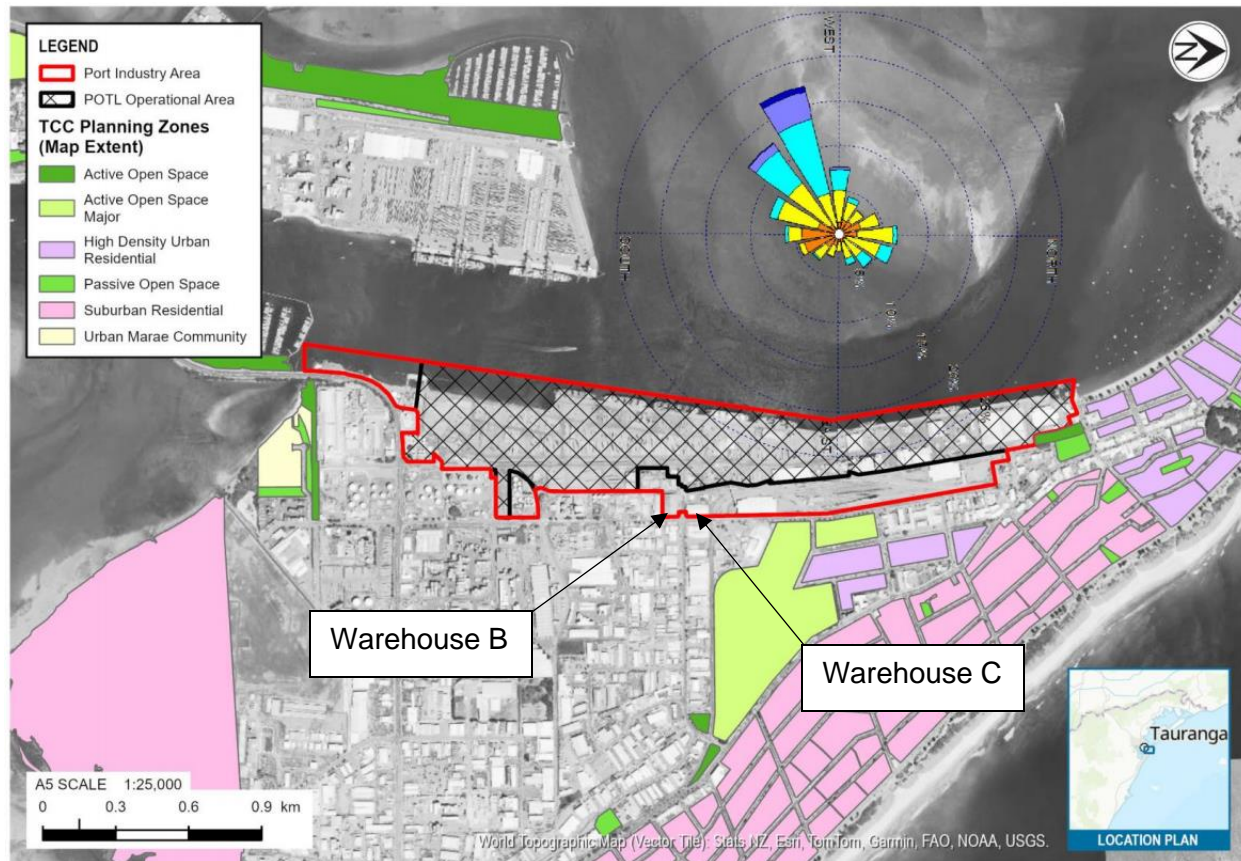 LEGEND
Port Industry Area
POTL Operational Area
TCC Planning Zones
(Map Extent)
Active Open Space
Active Open Space
Major
High Density Urban
Residential
Passive Open Space
Suburban Residential
Urban Marae Community
WEST
SOUTH
NORTH
N
Warehouse B
Warehouse C
Tauranga
LOCATION PLAN
A5 SCALE 1:25,000
0 0.3 0.6 0.9 km
World Topographic Map (Vector Tile): Stats NZ, Esri, TomTom, Garmin, FAO, NOAA, USGS.